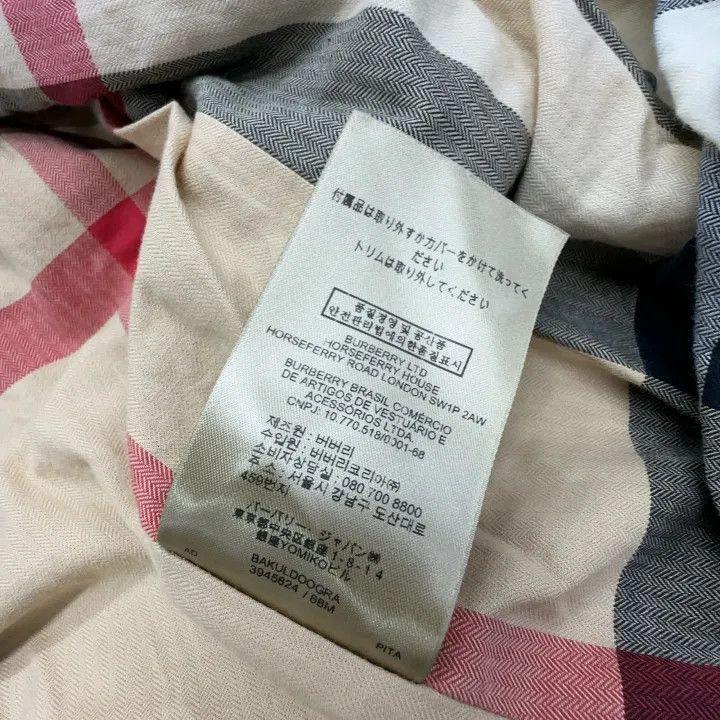 付属品は取り外すか カバーをかけて洗ってく
ださい
トリムは取り外してください
품질경영 및 공산품
안전관리법에의한품질표시
BURBERRY LTD
HORSEFERRY HOUSE
HORSEFERRY ROAD LONDON SW1P 2AW
BURBERRY BRASIL COMÉRCIO
DE ARTIGOS DE VESTUÁRIO E
ACESSÓRIOS LTDA.
CNPJ: 10.770.518/0001-68
제조원 : 버버리
수입원 : 버버리코리아㈜
소비자상담실 : 080 700 8800
주소 : 서울시 강남구 도산대로
459번지
バーバリー、ジャパン㈱
東京都中央区銀座1-8-14
銀座YOMIKOビル
BAKULDOOGRA
3945624 / 68M
AD
PITA